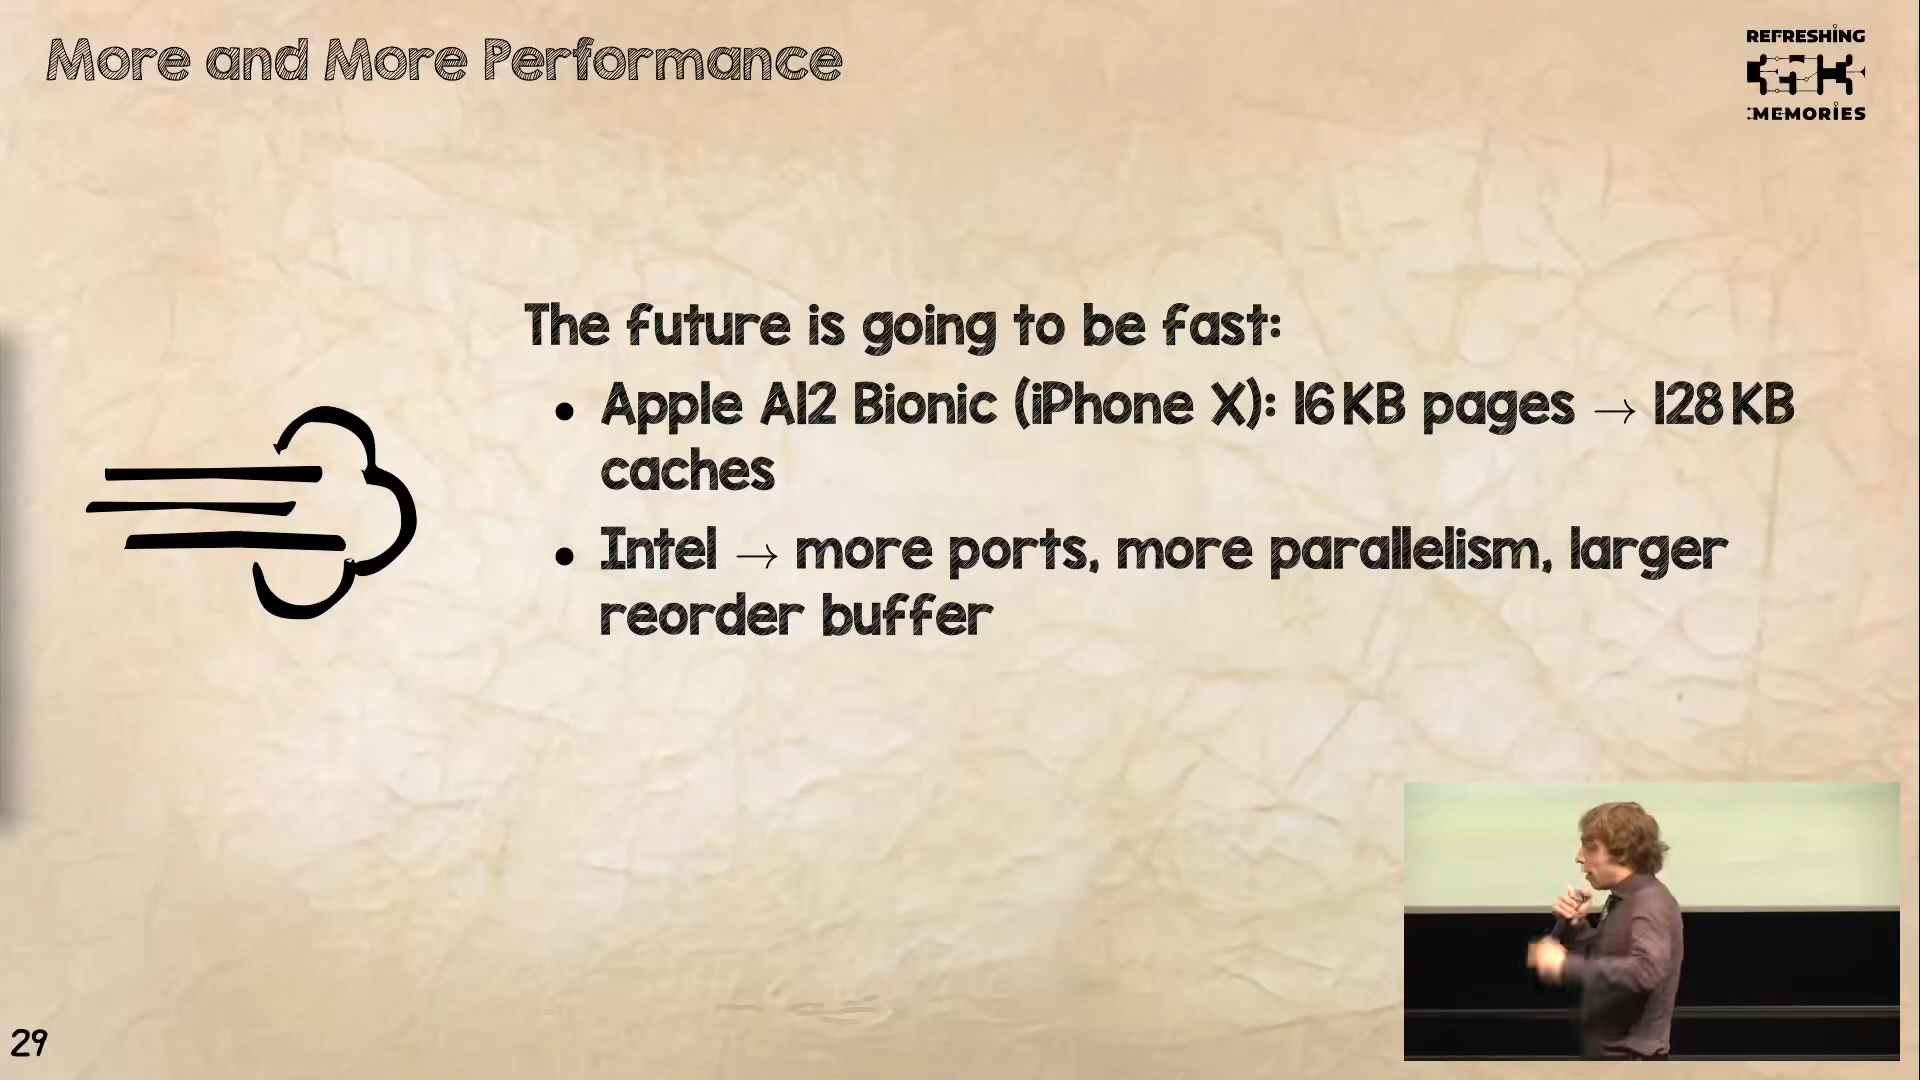 More and More Performance
REFRESHING
35C3
MEMORIES
The future is going to be fast:
• Apple A12 Bionic (iPhone X): 16 KB pages → 128 KB
caches
• Intel → more ports, more parallelism, larger
reorder buffer
29